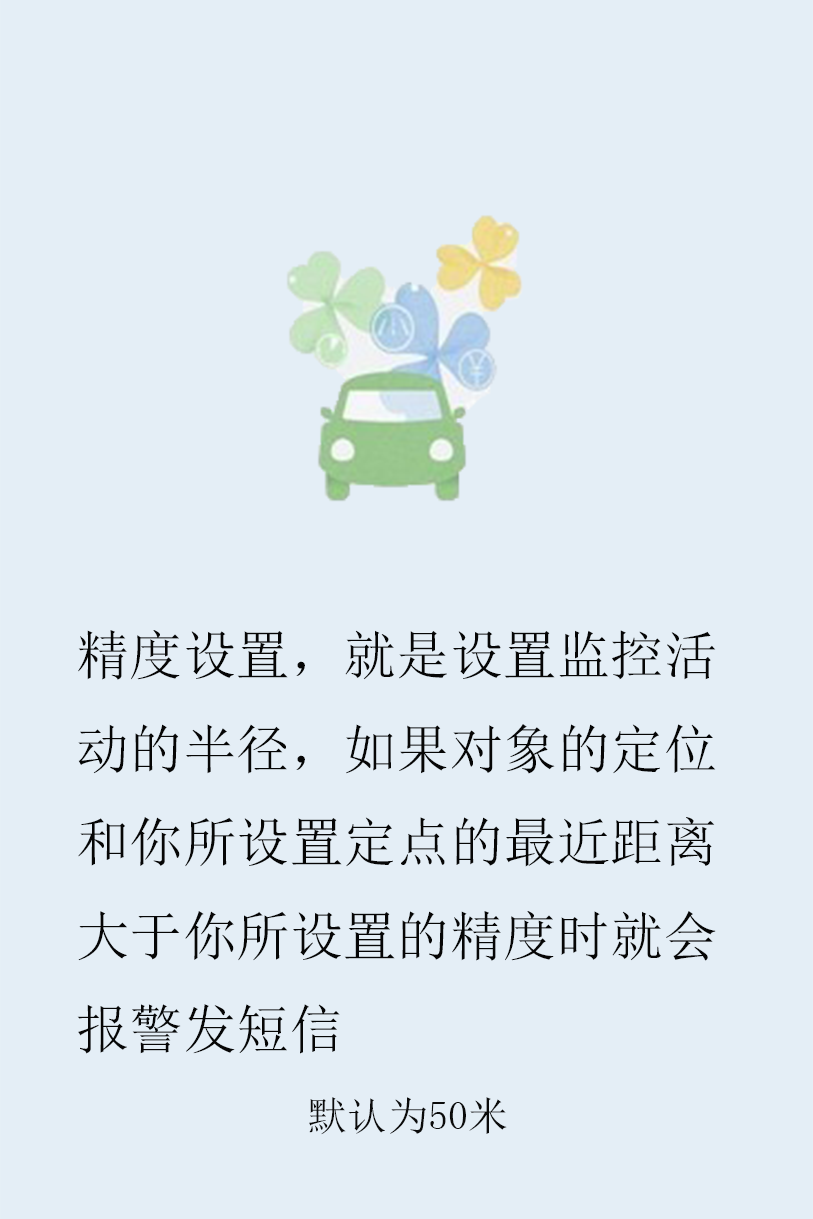 精度设置，就是设置监控活
动的半径，如果对象的定位
和你所设置定点的最近距离
大于你所设置的精度时就会
报警发短信
默认为50米